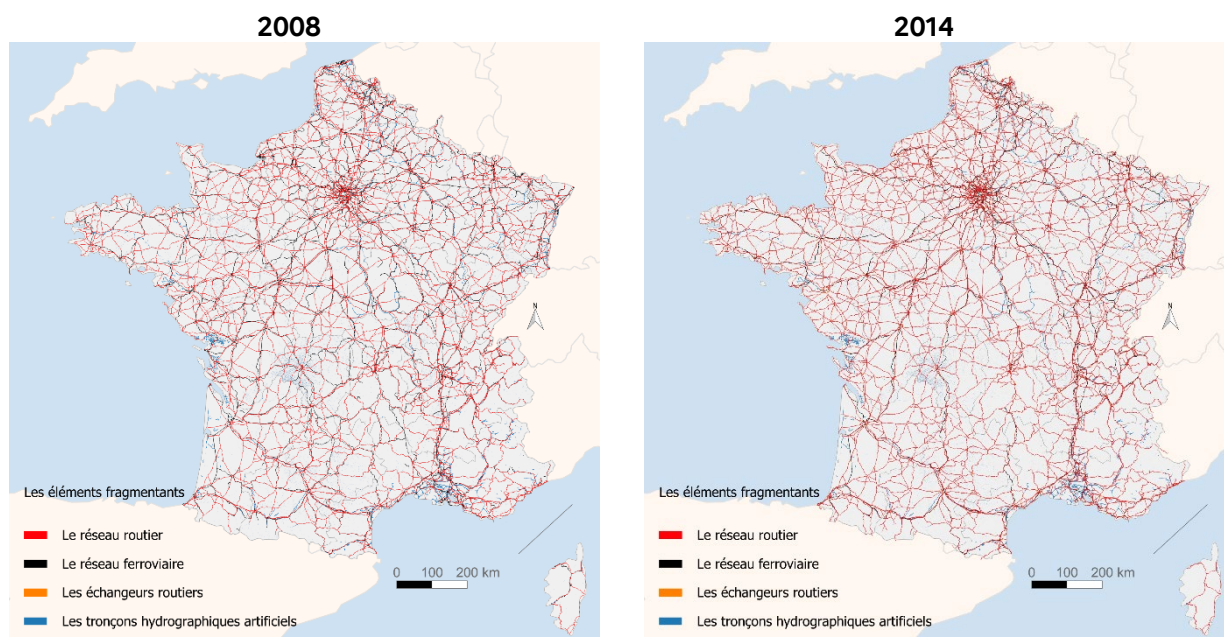 2008
N
Les éléments fragmentants
Le réseau routier
Le réseau ferroviaire
Les échangeurs routiers
Les tronçons hydrographiques artificiels
0 100 200 km
2014
N
Les éléments fragmentants
Le réseau routier
Le réseau ferroviaire
Les échangeurs routiers
Les tronçons hydrographiques artificiels
0 100 200 km